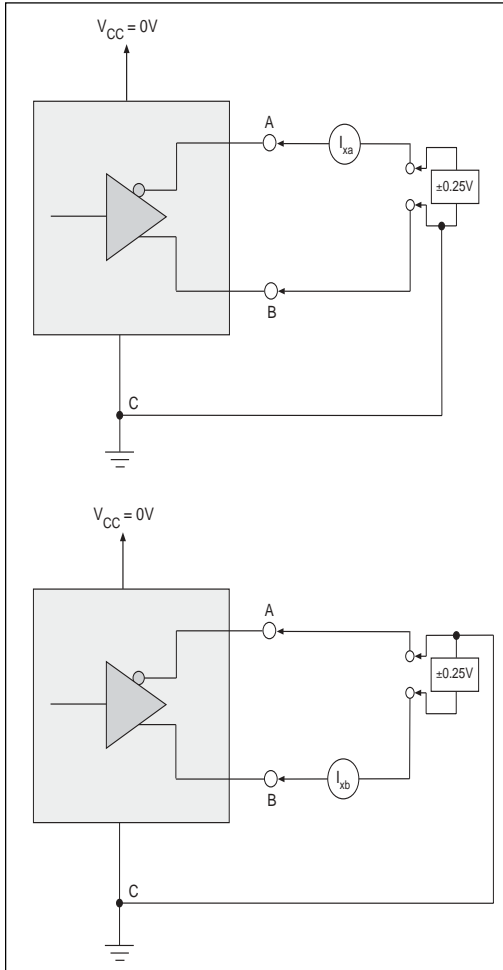 V_CC = 0V
A
I_xa
±0.25V
B
C
V_CC = 0V
A
±0.25V
I_xb
B
C